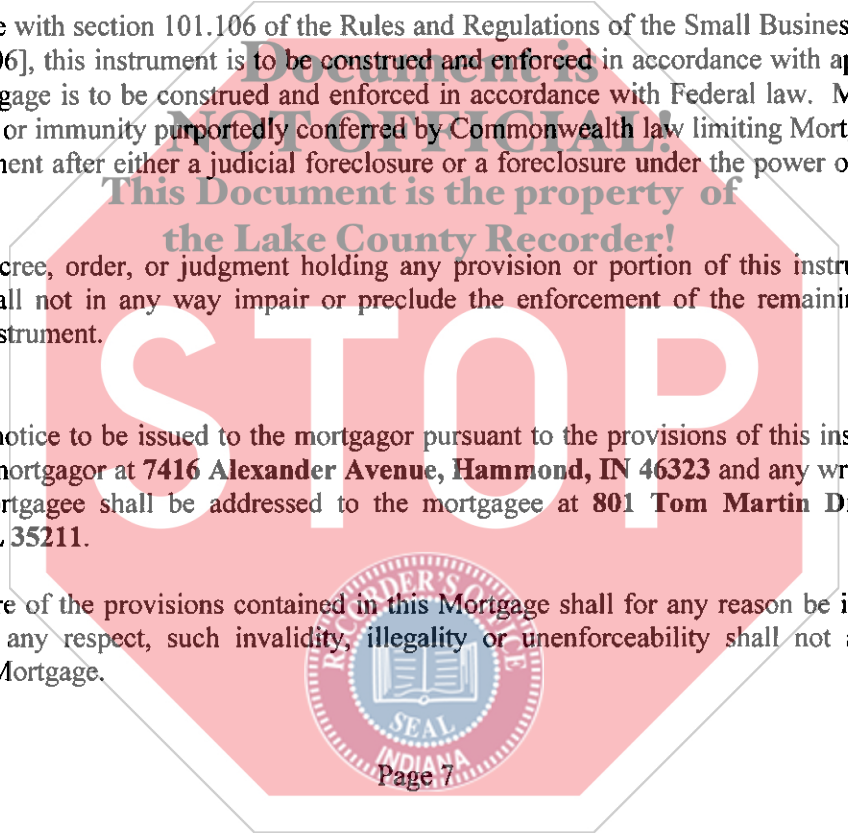 e with section 101.106 of the Rules and Regulations of the Small Busines
06], this instrument is to be construed and enforced in accordance with ap
gage is to be construed and enforced in accordance with Federal law. M
or immunity purportedly conferred by Commonwealth law limiting Mort
nent after either a judicial foreclosure or a foreclosure under the power o
Document is
NOT OFFICIAL!
This Document is the property of
the Lake County Recorder!
cree, order, or judgment holding any provision or portion of this instru
all not in any way impair or preclude the enforcement of the remainin
strument.
STOP
notice to be issued to the mortgagor pursuant to the provisions of this ins
mortgagor at 7416 Alexander Avenue, Hammond, IN 46323 and any wr
rtgagee shall be addressed to the mortgagee at 801 Tom Martin Dr
L 35211.
re of the provisions contained in this Mortgage shall for any reason be i
any respect, such invalidity, illegality or unenforceability shall not a
Mortgage.
RECORDER'S OFFICE
SEAL
INDIANA
Page 7